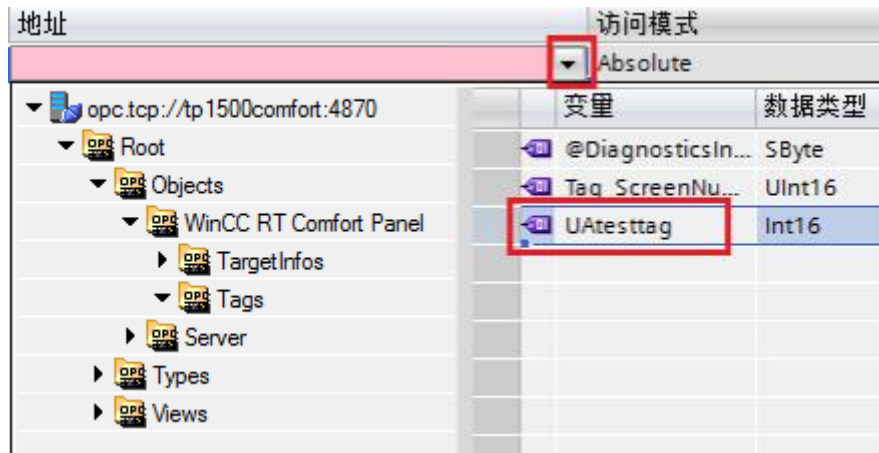 地址 访问模式
Absolute
opc.tcp://tp1500comfort:4870 变量 数据类型
Root @DiagnosticsIn... SByte
Objects Tag_ScreenNu... UInt16
WinCC RT Comfort Panel UAtesttag Int16
TargetInfos
Tags
Server
Types
Views